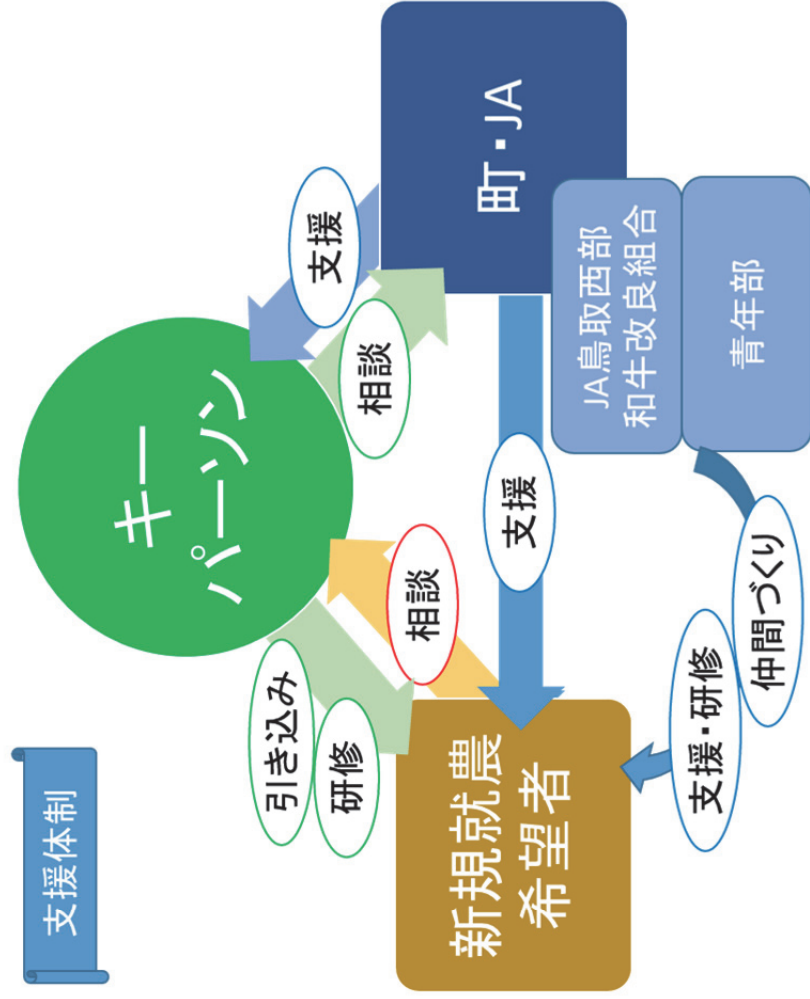 支援体制
キー
パーソン
引き込み
研修
相談
支援
相談
新規就農
希望者
支援
町・JA
JA鳥取西部
和牛改良組合
青年部
支援・研修
仲間づくり